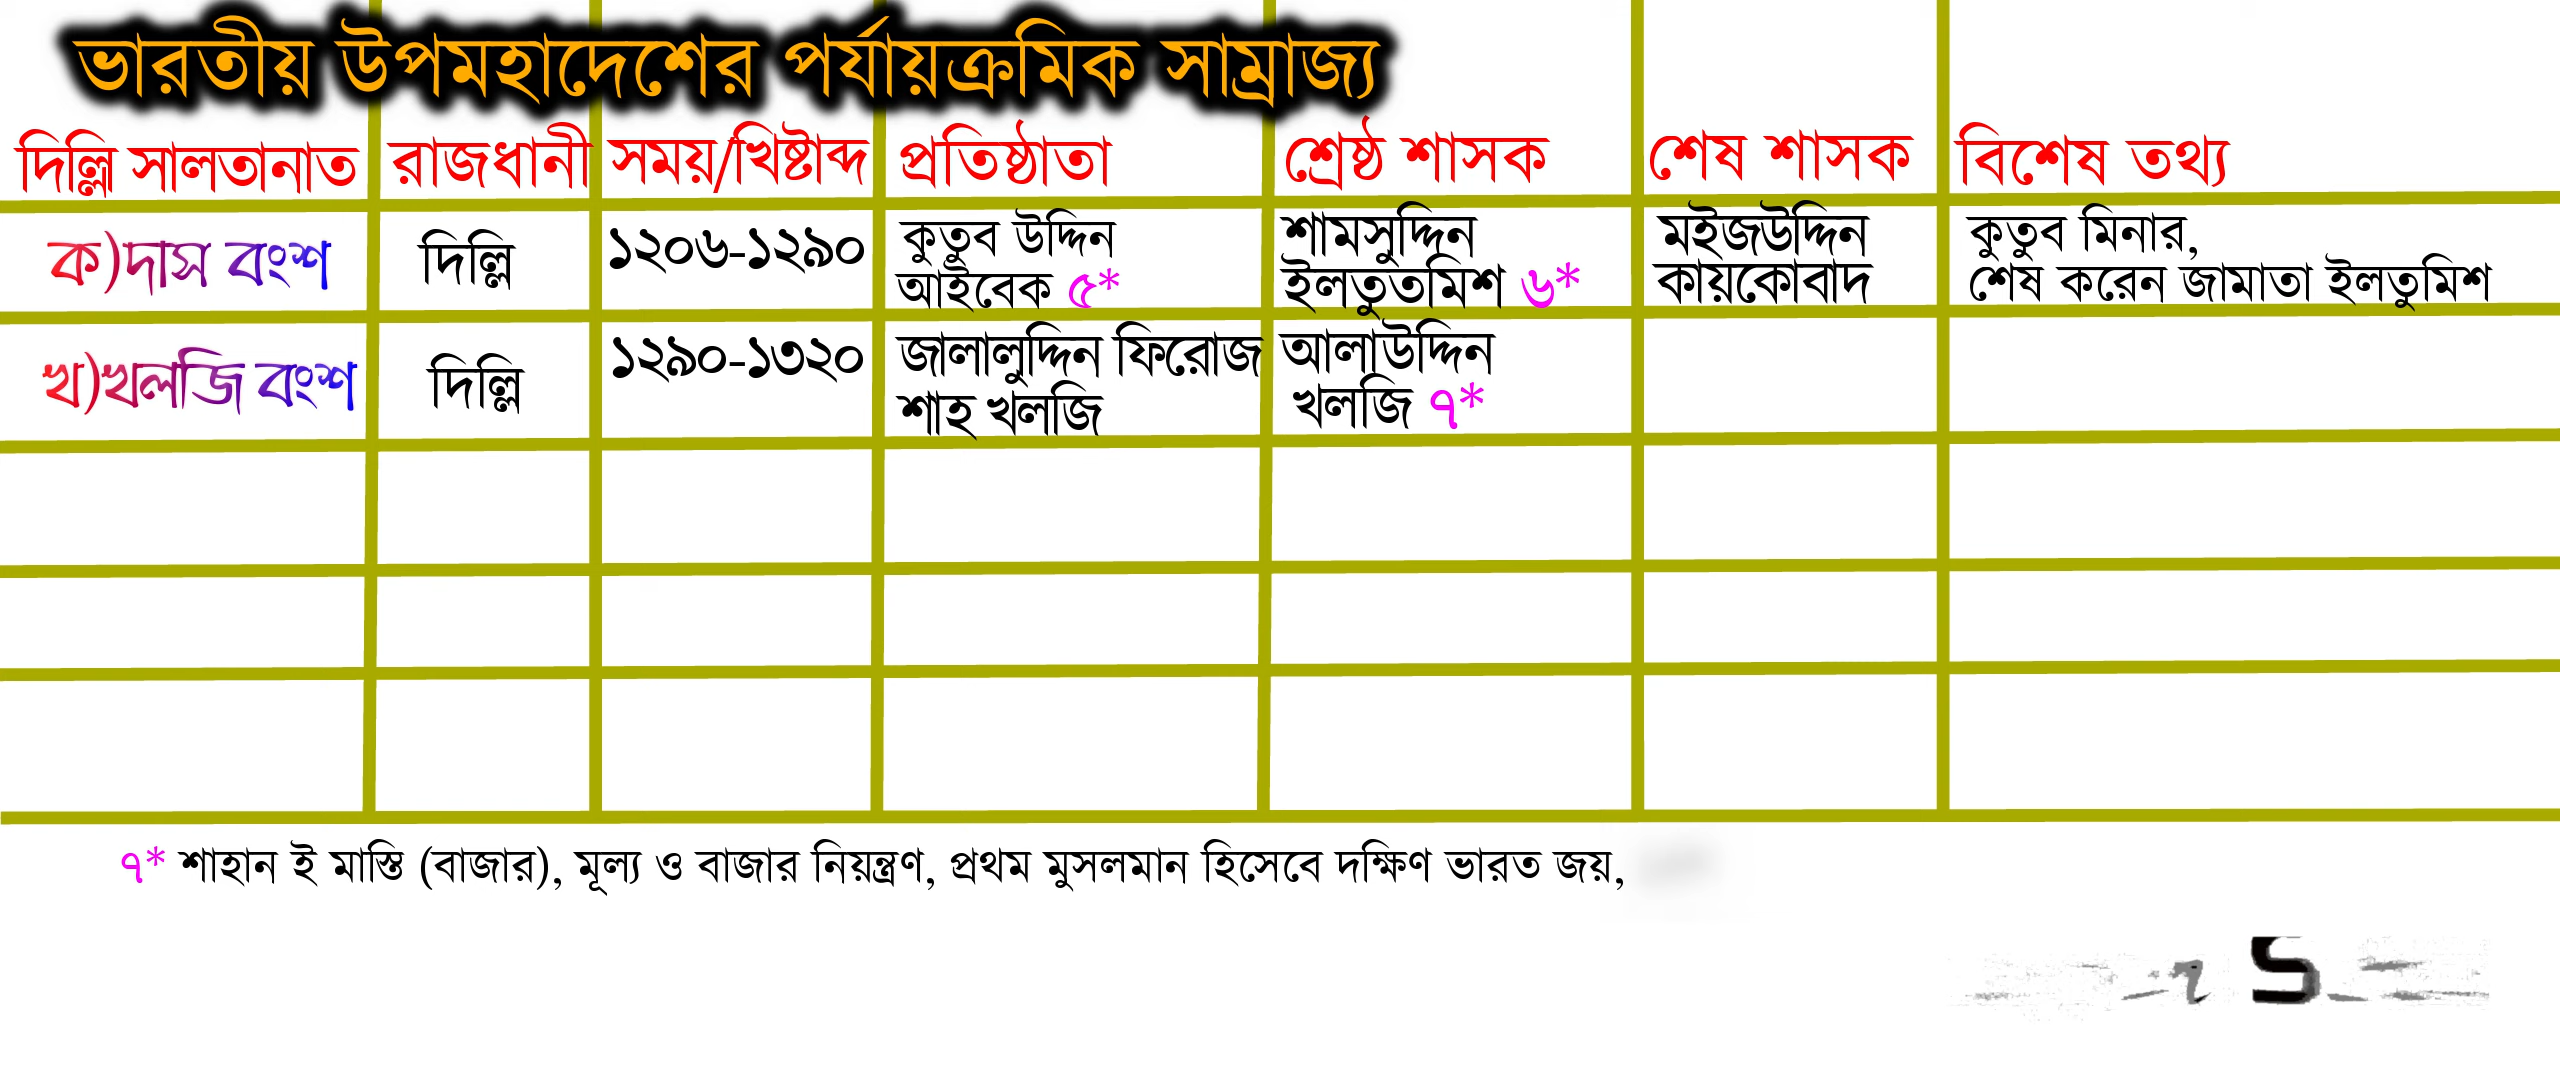 ভারতীয় উপমহাদেশের পর্যায়ক্রমিক সাম্রাজ্য
দিল্লি সালতানাত রাজধানী সময়/খিষ্টাব্দ প্রতিষ্ঠাতা শ্রেষ্ঠ শাসক শেষ শাসক বিশেষ তথ্য
ক)দাস বংশ দিল্লি ১২০৬-১২৯০ কুতুব উদ্দিন শামসুদ্দিন মইজউদ্দিন কুতুব মিনার,
আইবেক ৫* ইলতুতমিশ ৬* কায়কোবাদ শেষ করেন জামাতা ইলতুমিশ
খ)খলজি বংশ দিল্লি ১২৯০-১৩২০ জালালুদ্দিন ফিরোজ আলাউদ্দিন
শাহ খলজি খলজি ৭*
৭* শাহান ই মাস্তি (বাজার), মূল্য ও বাজার নিয়ন্ত্রণ, প্রথম মুসলমান হিসেবে দক্ষিণ ভারত জয়,